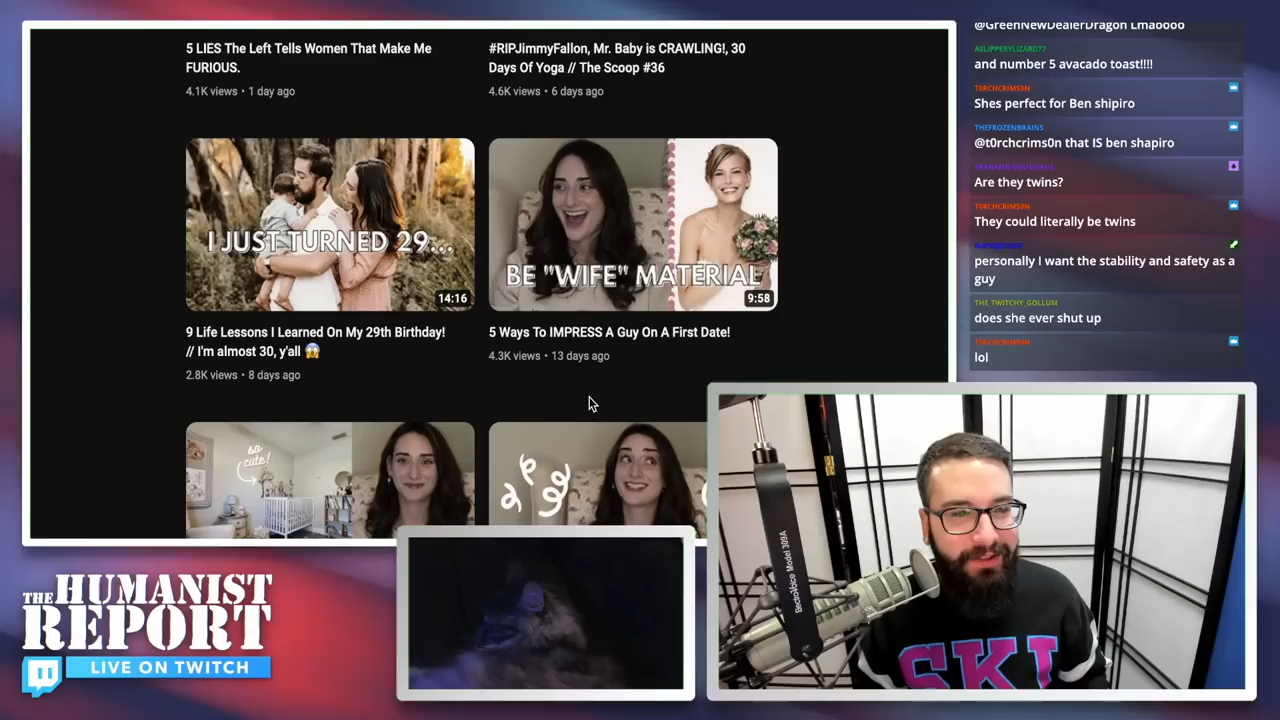 5 LIES The Left Tells Women That Make Me
FURIOUS.
4.1K views • 1 day ago
#RIPJimmyFallon, Mr. Baby is CRAWLING!, 30
Days Of Yoga // The Scoop #36
4.6K views • 6 days ago
I JUST TURNED 29...
14:16
BE "WIFE" MATERIAL
9:58
9 Life Lessons I Learned On My 29th Birthday!
// I'm almost 30, y'all 😱
2.8K views • 8 days ago
5 Ways To IMPRESS A Guy On A First Date!
4.3K views • 13 days ago
so
cute!
@GreenNewDealerDragon Lmaoooo
ASLIPPERYLIZARD77
and number 5 avacado toast!!!!
T0RCHCRIMS0N
Shes perfect for Ben shipiro
THEFROZENBRAINS
@t0rchcrims0n that IS ben shapiro
Are they twins?
T0RCHCRIMS0N
They could literally be twins
personally I want the stability and safety as a
guy
THE_TWITCHY_GOLLUM
does she ever shut up
T0RCHCRIMS0N
lol
THE HUMANIST
REPORT
LIVE ON TWITCH
ElectroVoice Model 309A
SKI